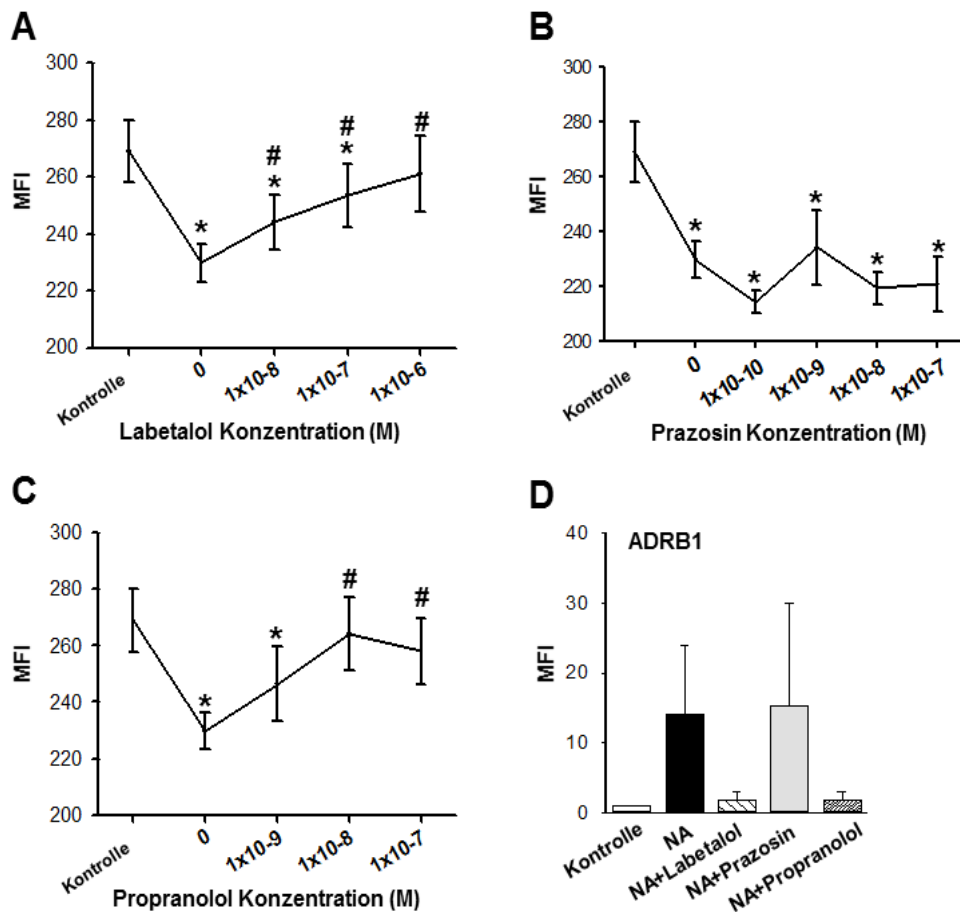 A
300
280
260
240
220
200
MFI
*
#
*
#
*
#
Kontrolle
0
1x10-8
1x10-7
1x10-6
Labetalol Konzentration (M)
B
300
280
260
240
220
200
MFI
*
*
*
*
*
Kontrolle
0
1x10-10
1x10-9
1x10-8
1x10-7
Prazosin Konzentration (M)
C
300
280
260
240
220
200
MFI
*
*
#
#
Kontrolle
0
1x10-9
1x10-8
1x10-7
Propranolol Konzentration (M)
D
ADRB1
40
30
20
10
0
MFI
Kontrolle
NA
NA+Labetalol
NA+Prazosin
NA+Propranolol